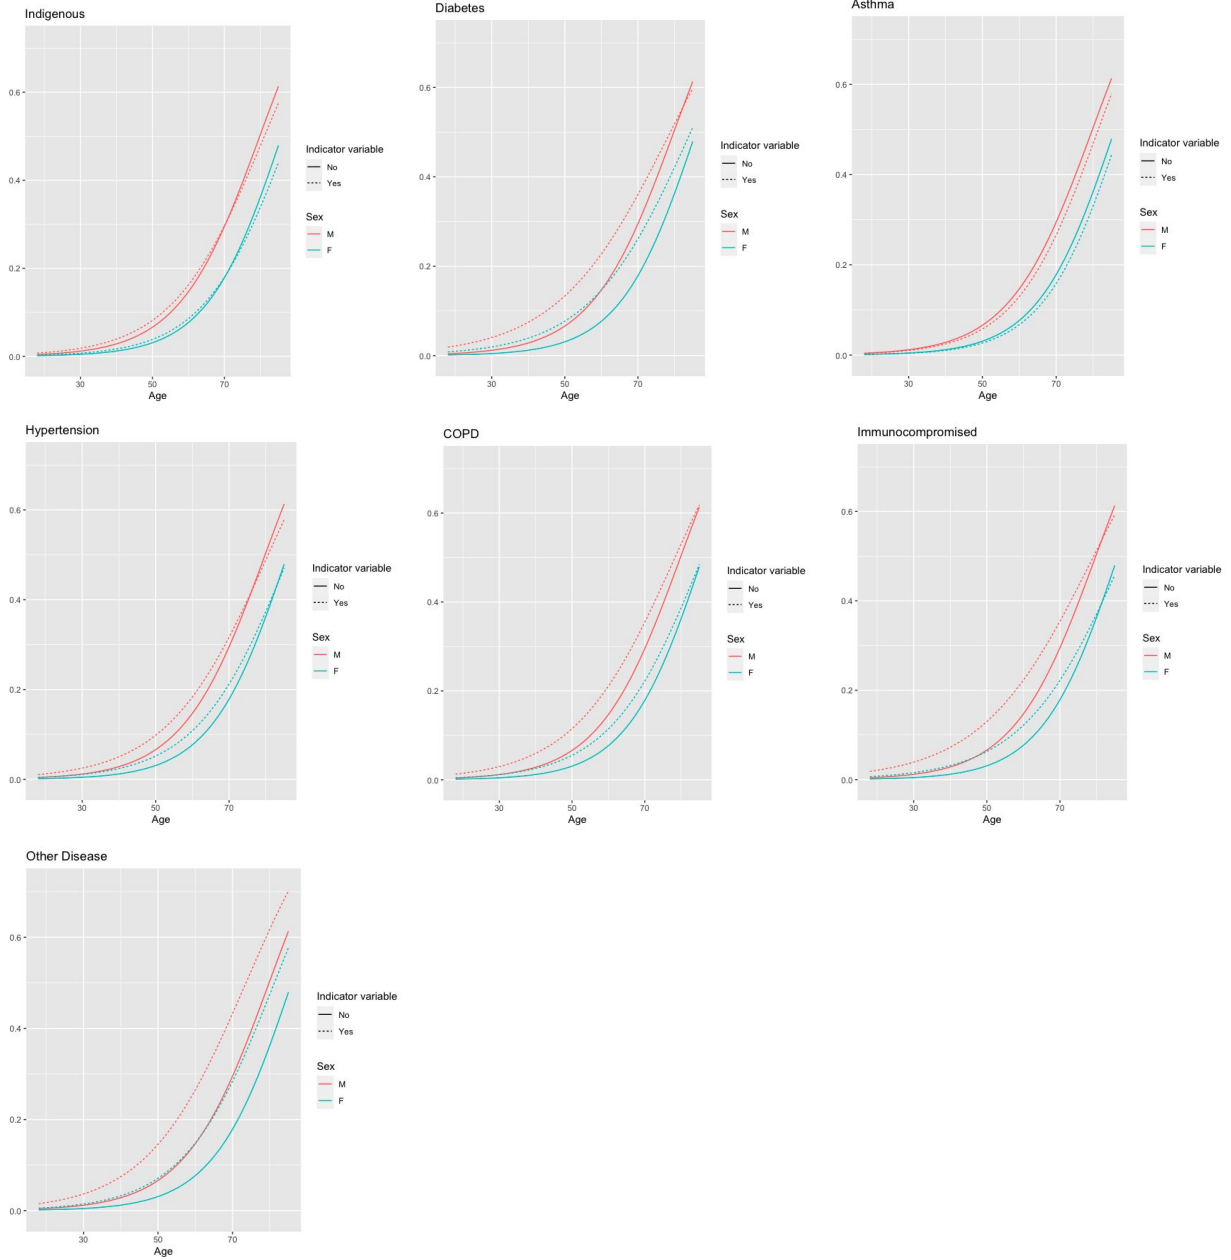 Indigenous
0.6
0.4
0.2
0.0
30 50 70
Age
Indicator variable
No
Yes
Sex
M
F
Diabetes
0.6
0.4
0.2
0.0
30 50 70
Age
Indicator variable
No
Yes
Sex
M
F
Asthma
0.6
0.4
0.2
0.0
30 50 70
Age
Indicator variable
No
Yes
Sex
M
F
Hypertension
0.6
0.4
0.2
0.0
30 50 70
Age
Indicator variable
No
Yes
Sex
M
F
COPD
0.6
0.4
0.2
0.0
30 50 70
Age
Indicator variable
No
Yes
Sex
M
F
Immunocompromised
0.6
0.4
0.2
0.0
30 50 70
Age
Indicator variable
No
Yes
Sex
M
F
Other Disease
0.6
0.4
0.2
0.0
30 50 70
Age
Indicator variable
No
Yes
Sex
M
F